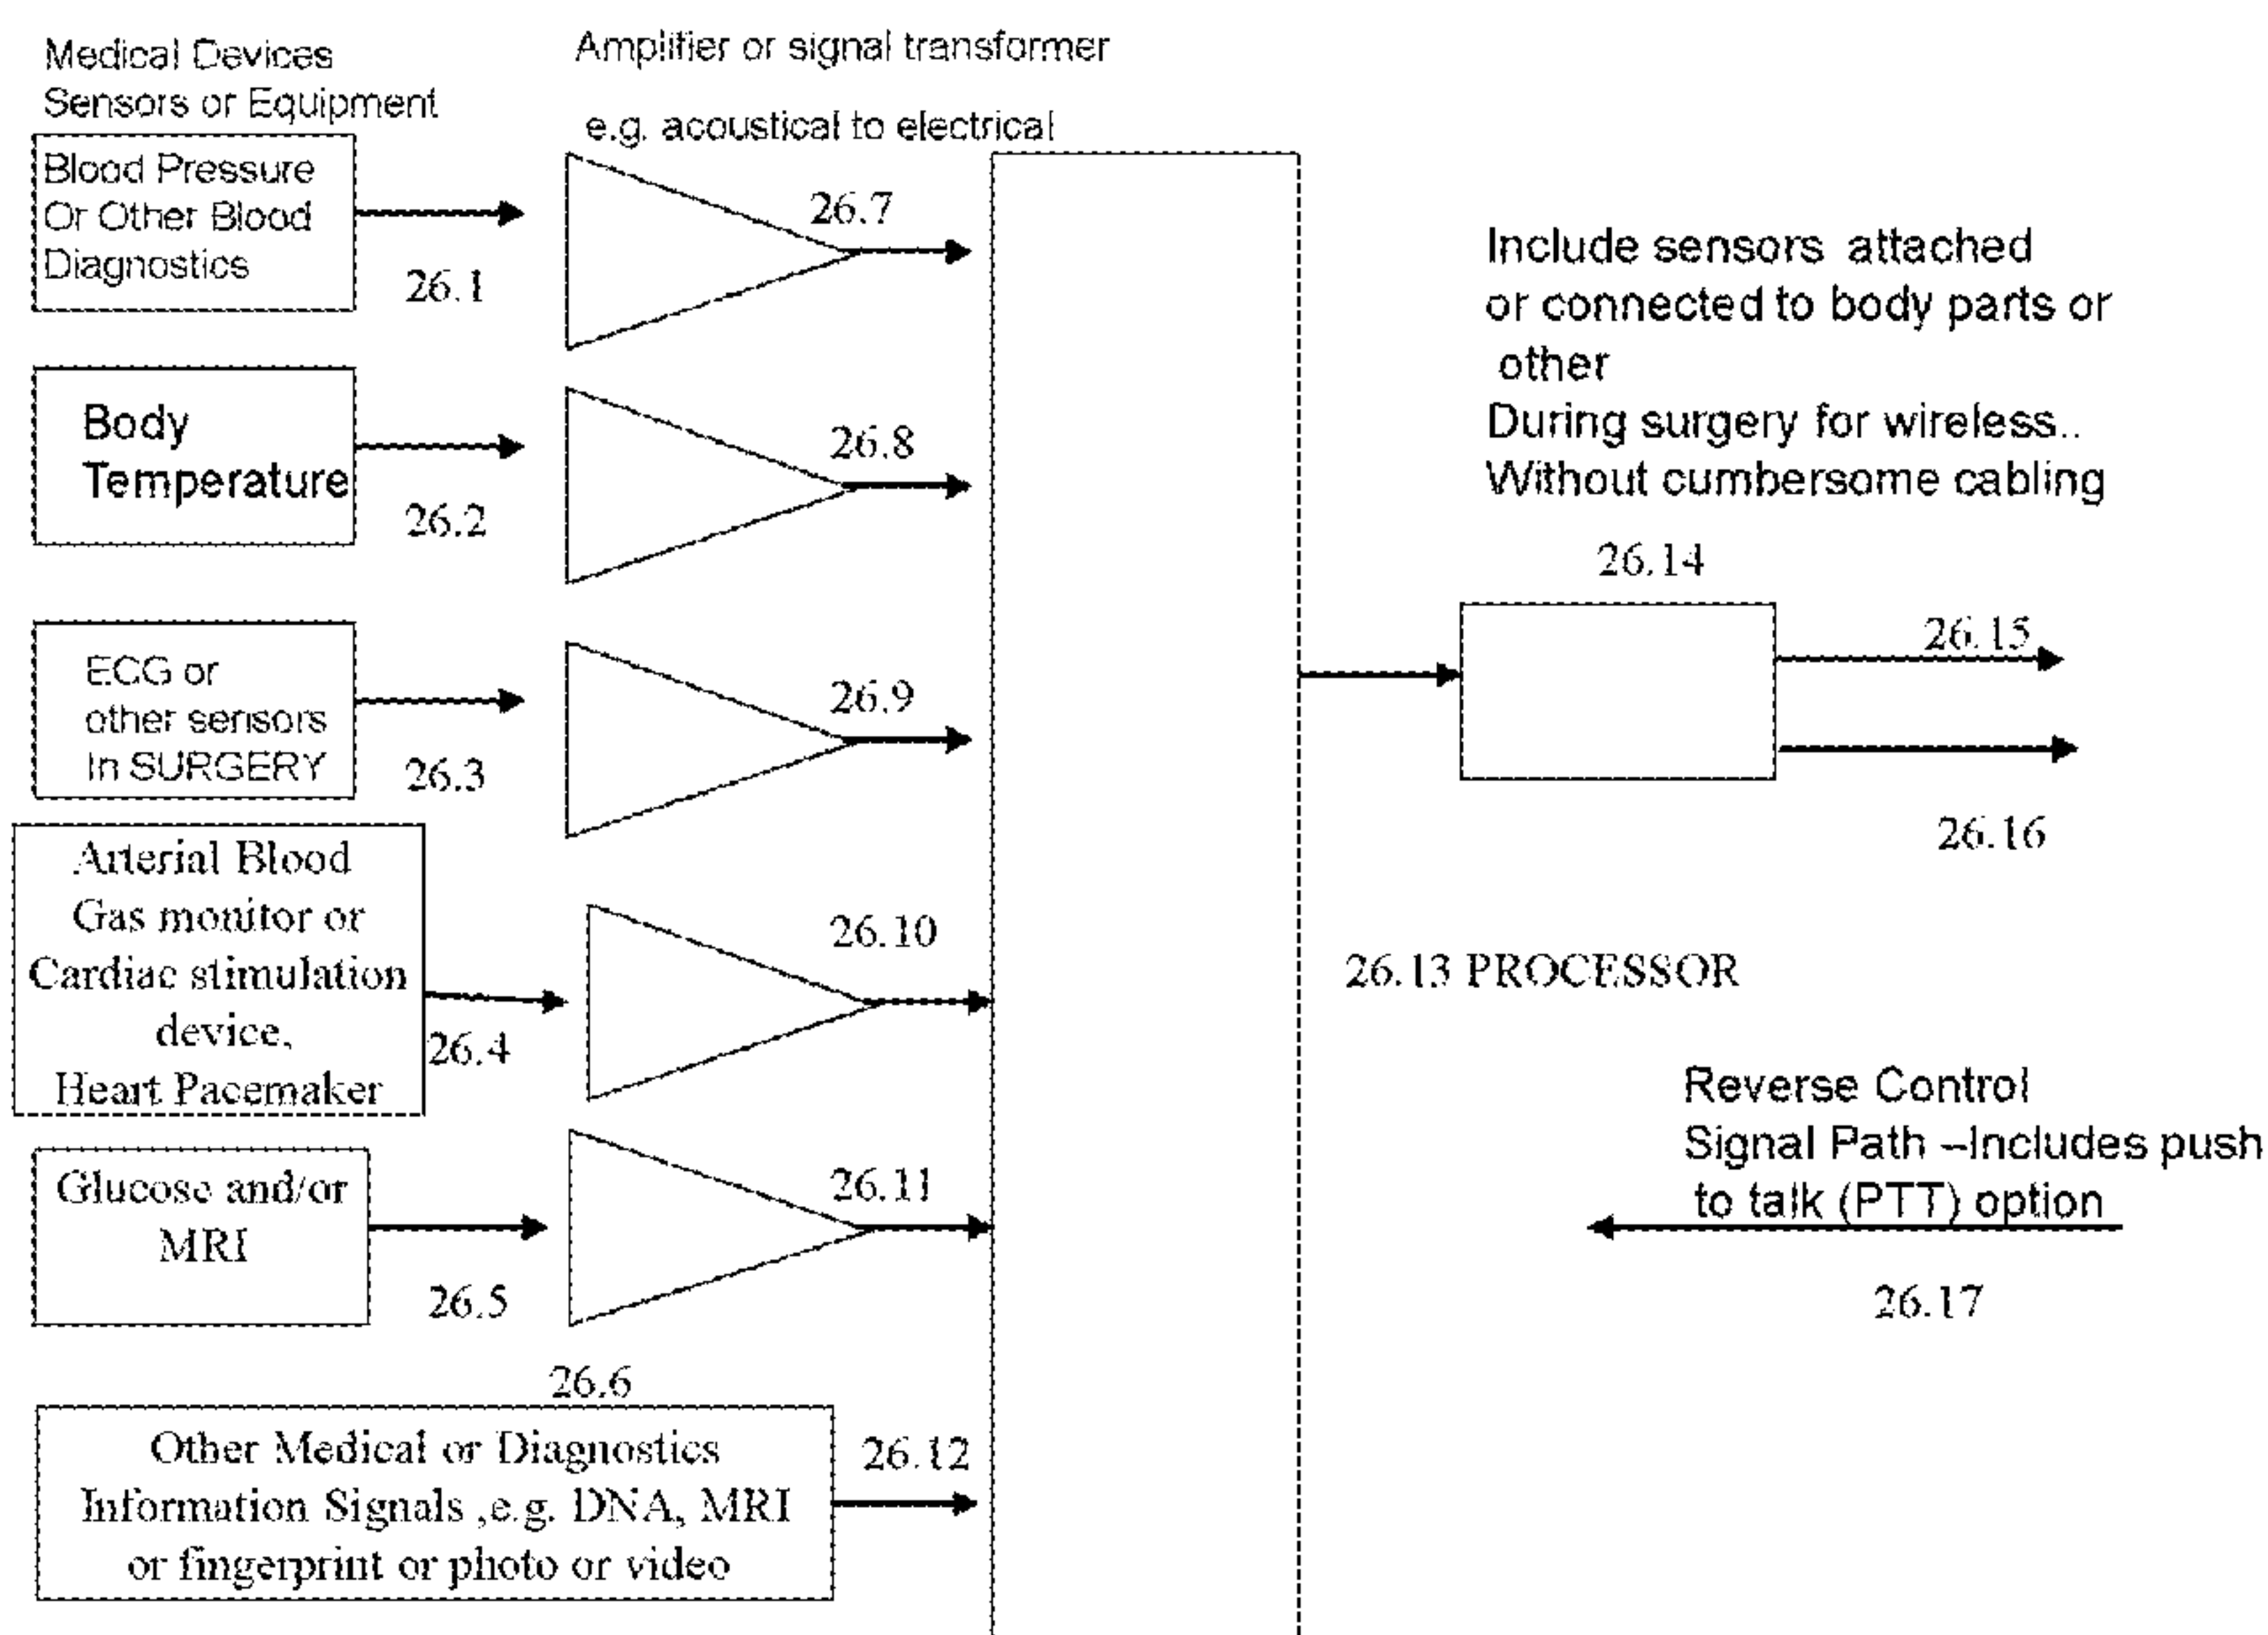 Medical Devices
Sensors or Equipment
Amplifier or signal transformer
e.g. acoustical to electrical
Blood Pressure
Or Other Blood
Diagnostics
26.1
26.7
Body
Temperature
26.2
26.8
ECG or
other sensors
In SURGERY
26.3
26.9
Arterial Blood
Gas monitor or
Cardiac stimulation
device,
Heart Pacemaker
26.4
26.10
Glucose and/or
MRI
26.5
26.11
26.6
Other Medical or Diagnostics
Information Signals ,e.g. DNA, MRI
or fingerprint or photo or video
26.12
Include sensors attached
or connected to body parts or
other
During surgery for wireless..
Without cumbersome cabling
26.14
26.15
26.16
26.13 PROCESSOR
Reverse Control
Signal Path –Includes push
to talk (PTT) option
26.17